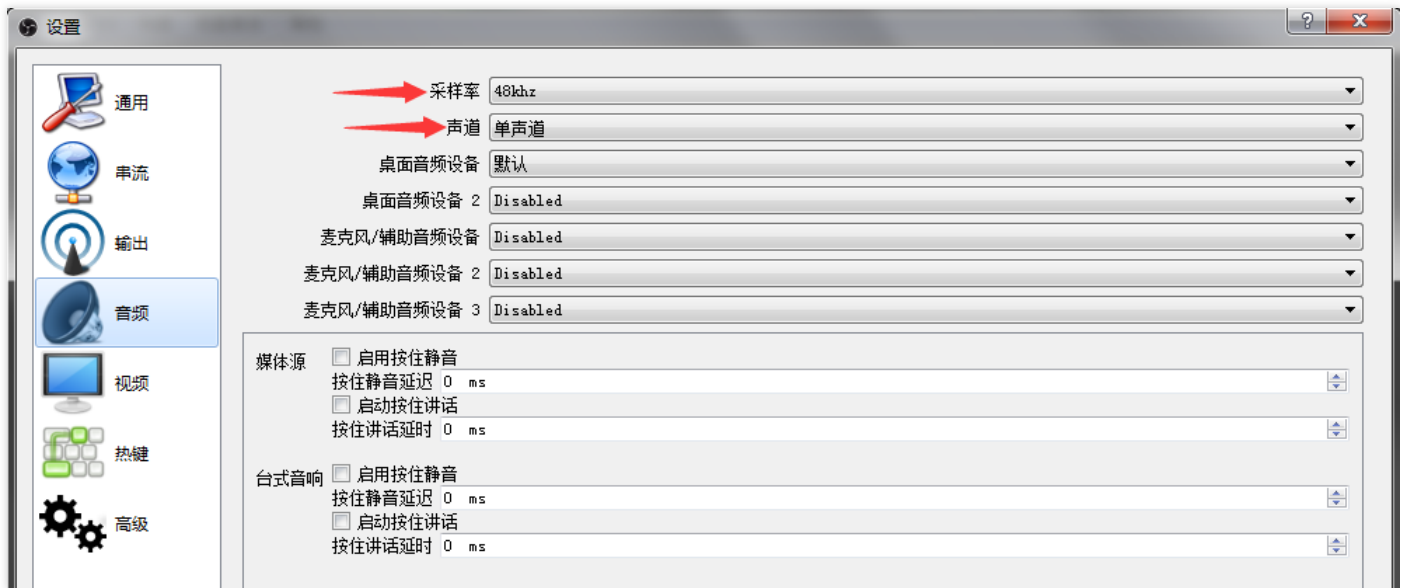 设置
通用
串流
输出
音频
视频
热键
高级
采样率 48khz
声道 单声道
桌面音频设备 默认
桌面音频设备 2 Disabled
麦克风/辅助音频设备 Disabled
麦克风/辅助音频设备 2 Disabled
麦克风/辅助音频设备 3 Disabled
媒体源 启用按住静音
按住静音延迟 0 ms
启动按住讲话
按住讲话延时 0 ms
台式音响 启用按住静音
按住静音延迟 0 ms
启动按住讲话
按住讲话延时 0 ms